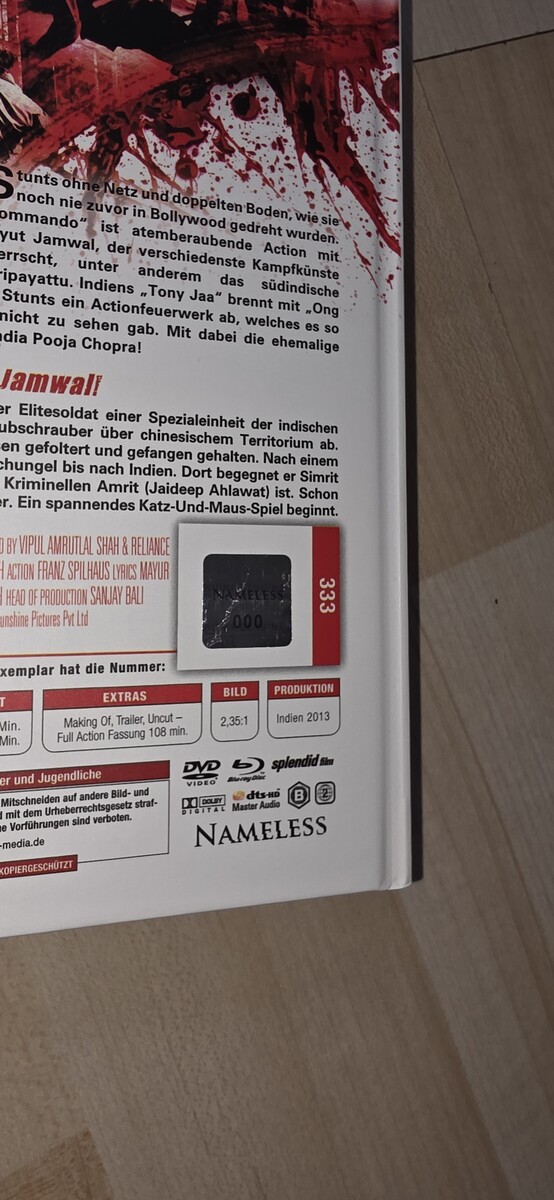 Stunts ohne Netz und doppelten Boden, wie sie
noch nie zuvor in Bollywood gedreht wurden.
ommando“ ist atemberaubende Action mit
yut Jamwal, der verschiedenste Kampfkünste
errscht, unter anderem das südindische
ripayattu. Indiens „Tony Jaa“ brennt mit „Ong
Stunts ein Actionfeuerwerk ab, welches es so
nicht zu sehen gab. Mit dabei die ehemalige
ndia Pooja Chopra!
Jamwal!
er Elitesoldat einer Spezialeinheit der indischen
ubschrauber über chinesischem Territorium ab.
sen gefoltert und gefangen gehalten. Nach einem
chungel bis nach Indien. Dort begegnet er Simrit
Kriminellen Amrit (Jaideep Ahlawat) ist. Schon
er. Ein spannendes Katz-Und-Maus-Spiel beginnt.
D BY VIPUL AMRUTLAL SHAH & RELIANCE
H ACTION FRANZ SPILHAUS LYRICS MAYUR
H HEAD OF PRODUCTION SANJAY BALI
unshine Pictures Pvt Ltd
NAMELESS
000
333
xemplar hat die Nummer:
T
Min.
Min.
EXTRAS
Making Of, Trailer, Uncut –
Full Action Fassung 108 min.
BILD
2,35:1
PRODUKTION
Indien 2013
er und Jugendliche
Mitschneiden auf andere Bild- und
d mit dem Urheberrechtsgesetz straf-
ne Vorführungen sind verboten.
-media.de
KOPIERGESCHÜTZT
DVD VIDEO Blu-ray Disc splendid film
DOLBY DIGITAL dts-HD Master Audio B 2
NAMELESS